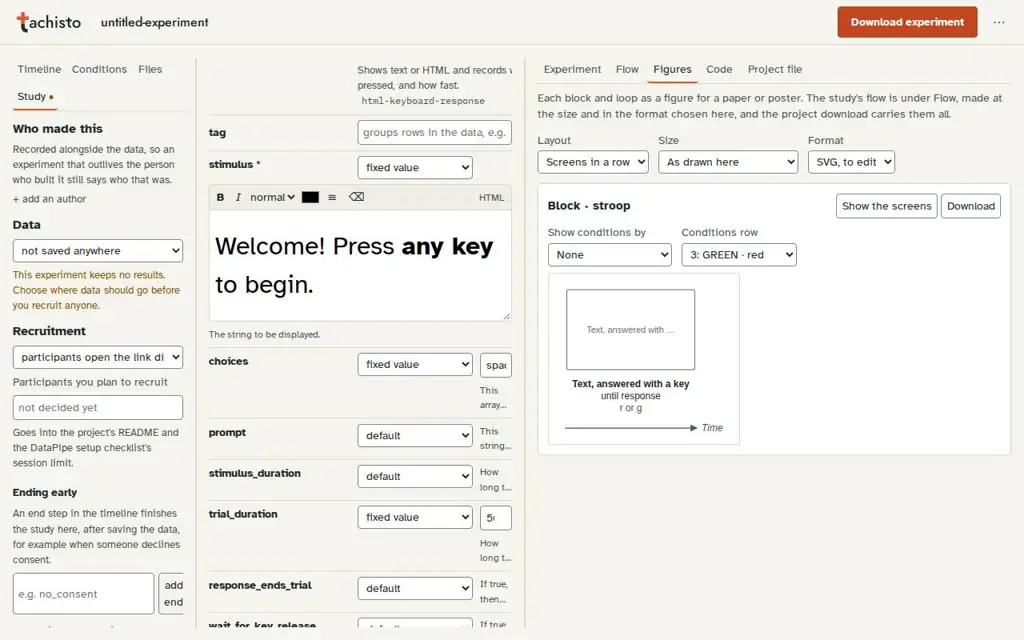 tachisto
untitled-experiment
Download experiment
...
Timeline Conditions Files
Study •
Who made this
Recorded alongside the data, so an
experiment that outlives the person
who built it still says who that was.
+ add an author
Data
not saved anywhere
This experiment keeps no results.
Choose where data should go before
you recruit anyone.
Recruitment
participants open the link di
Participants you plan to recruit
not decided yet
Goes into the project's README and
the DataPipe setup checklist's
session limit.
Ending early
An end step in the timeline finishes
the study here, after saving the data,
for example when someone declines
consent.
e.g. no_consent
add
end
Shows text or HTML and records
pressed, and how fast.
html-keyboard-response
tag
groups rows in the data, e.g.
stimulus *
fixed value
B I normal HTML
Welcome! Press any key
to begin.
The string to be displayed.
choices
fixed value
spac
This
array...
prompt
default
This
string...
stimulus_duration
default
How
long t...
trial_duration
fixed value
How
long t...
response_ends_trial
default
If true,
then...
wait_for_key_release
default
If true
Experiment Flow Figures Code Project file
Each block and loop as a figure for a paper or poster. The study's flow is under Flow, made at
the size and in the format chosen here, and the project download carries them all.
Layout Size Format
Screens in a row As drawn here SVG, to edit
Block · stroop
Show the screens Download
Show conditions by Conditions row
None 3: GREEN · red
Text, answered with ...
Text, answered with a key
until response
r or g
Time